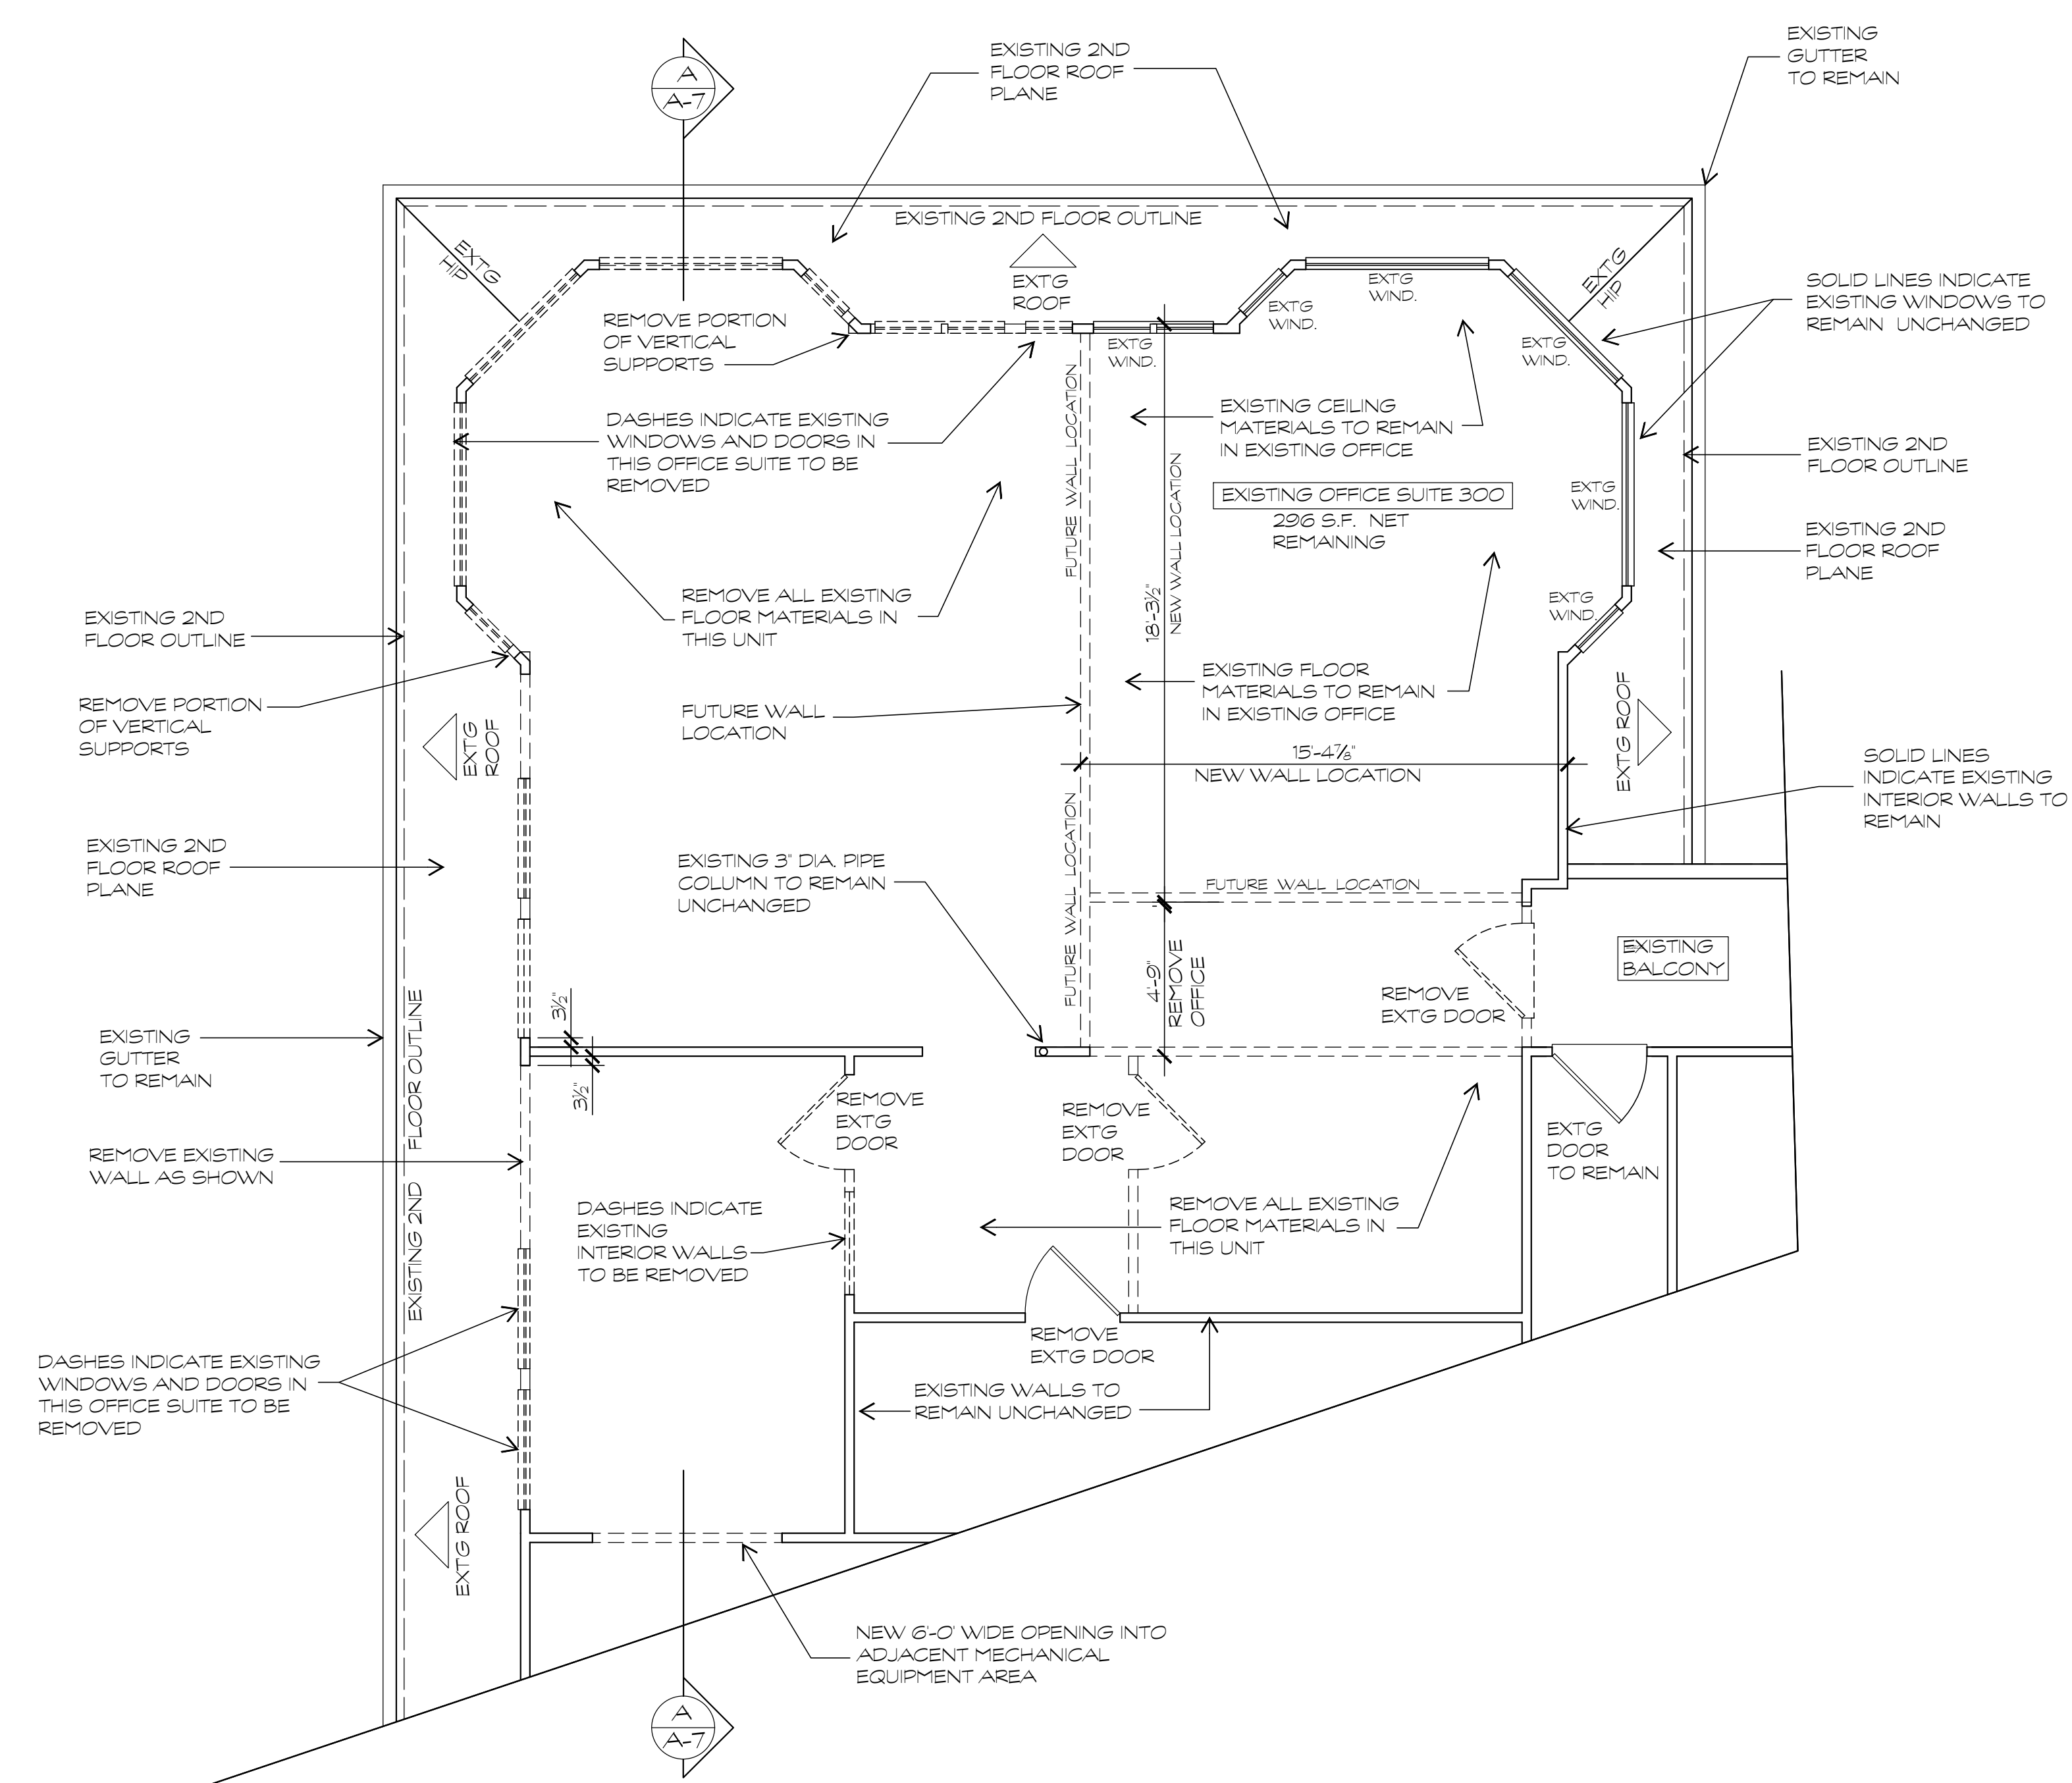 EXISTING
GUTTER
TO REMAIN
EXISTING 2ND
FLOOR ROOF
PLANE
A
A-7
EXISTING 2ND FLOOR OUTLINE
EXTG
HIP
EXTG
ROOF
EXTG
HIP
EXTG
WIND.
EXTG
WIND.
EXTG
WIND.
EXTG
WIND.
SOLID LINES INDICATE
EXISTING WINDOWS TO
REMAIN UNCHANGED
REMOVE PORTION
OF VERTICAL
SUPPORTS
DASHES INDICATE EXISTING
WINDOWS AND DOORS IN
THIS OFFICE SUITE TO BE
REMOVED
FUTURE WALL LOCATION
EXISTING CEILING
MATERIALS TO REMAIN
IN EXISTING OFFICE
EXISTING 2ND
FLOOR OUTLINE
EXISTING OFFICE SUITE 300
296 S.F. NET
REMAINING
EXTG
WIND.
EXISTING 2ND
FLOOR ROOF
PLANE
18'-3½"
NEW WALL LOCATION
REMOVE ALL EXISTING
FLOOR MATERIALS IN
THIS UNIT
EXTG
WIND.
EXISTING 2ND
FLOOR OUTLINE
EXISTING FLOOR
MATERIALS TO REMAIN
IN EXISTING OFFICE
REMOVE PORTION
OF VERTICAL
SUPPORTS
FUTURE WALL
LOCATION
EXTG
ROOF
EXTG ROOF
15'-4⅞"
NEW WALL LOCATION
SOLID LINES
INDICATE EXISTING
INTERIOR WALLS TO
REMAIN
EXISTING 2ND
FLOOR ROOF
PLANE
EXISTING 3" DIA. PIPE
COLUMN TO REMAIN
UNCHANGED
FUTURE WALL LOCATION
FUTURE WALL LOCATION
EXISTING
BALCONY
4'-9"
REMOVE
OFFICE
REMOVE
EXTG DOOR
3½"
3½"
EXISTING
GUTTER
TO REMAIN
EXISTING 2ND FLOOR OUTLINE
REMOVE
EXTG
DOOR
REMOVE
EXTG
DOOR
EXTG
DOOR
TO REMAIN
REMOVE EXISTING
WALL AS SHOWN
DASHES INDICATE
EXISTING
INTERIOR WALLS
TO BE REMOVED
REMOVE ALL EXISTING
FLOOR MATERIALS IN
THIS UNIT
REMOVE
EXTG DOOR
DASHES INDICATE EXISTING
WINDOWS AND DOORS IN
THIS OFFICE SUITE TO BE
REMOVED
EXISTING WALLS TO
REMAIN UNCHANGED
EXTG ROOF
NEW 6'-0' WIDE OPENING INTO
ADJACENT MECHANICAL
EQUIPMENT AREA
A
A-7